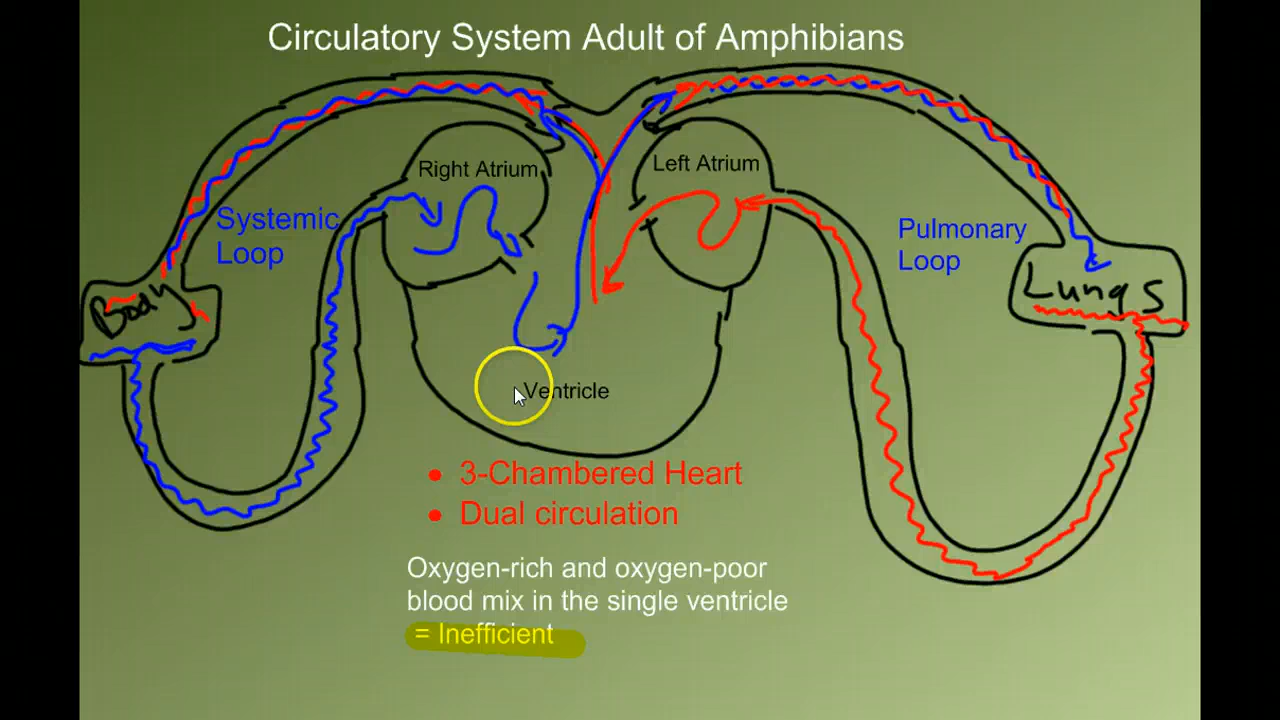 Circulatory System Adult of Amphibians
Right Atrium
Left Atrium
Systemic
Loop
Pulmonary
Loop
Body
Lungs
Ventricle
• 3-Chambered Heart
• Dual circulation
Oxygen-rich and oxygen-poor
blood mix in the single ventricle
= Inefficient